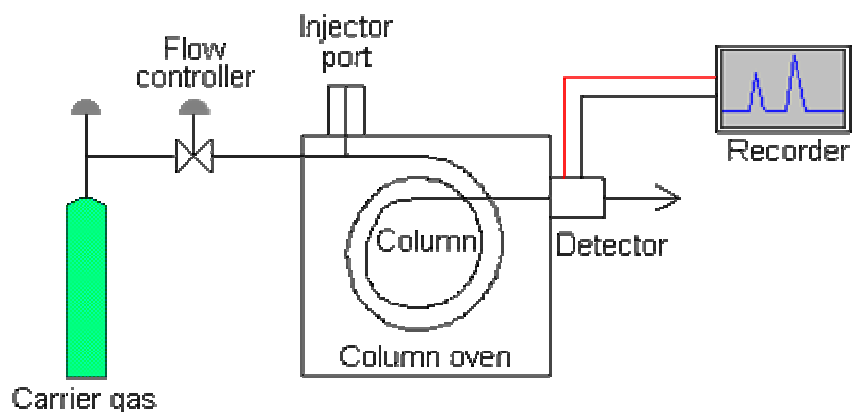 Flow
controller
Injector
port
Recorder
Column
Detector
Column oven
Carrier gas